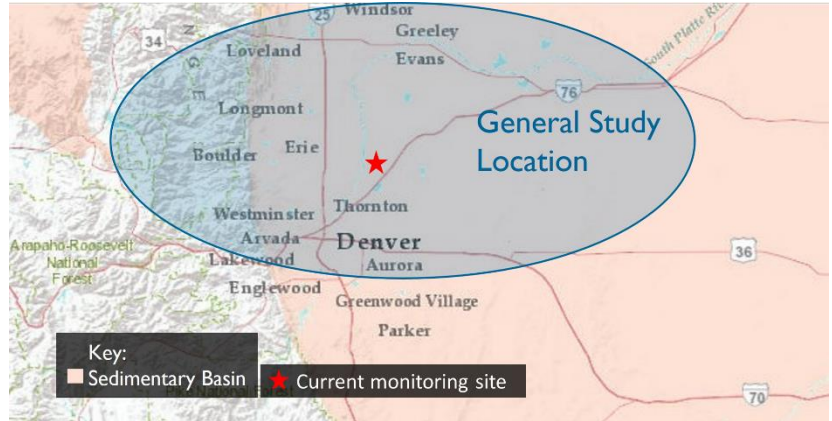 25
Windsor
34
N
G
E
Greeley
Loveland
Evans
South Platte River
76
Longmont
General Study
Location
Erie
Boulder
Thornton
Westminster
Arvada
Denver
36
Arapaho-Roosevelt
National
Forest
Lakewood
Aurora
Englewood
Greenwood Village
Parker
Key:
Sedimentary Basin
Current monitoring site
70